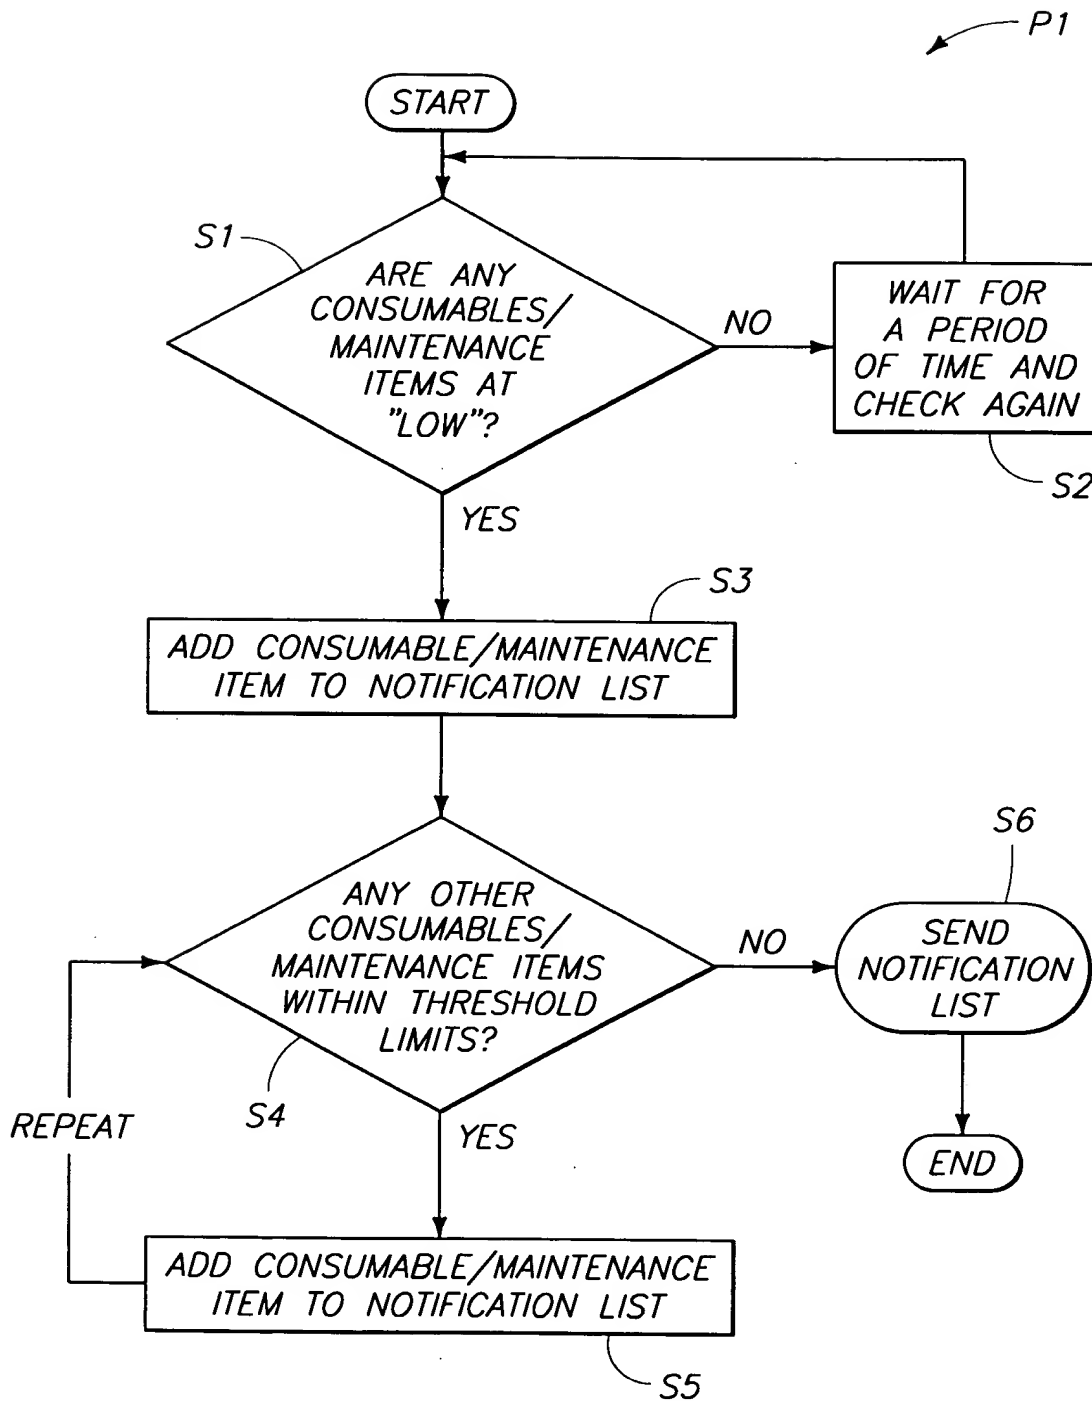 P1
START
S1
ARE ANY
CONSUMABLES/
MAINTENANCE
ITEMS AT
"LOW"?
NO
WAIT FOR
A PERIOD
OF TIME AND
CHECK AGAIN
S2
YES
S3
ADD CONSUMABLE/MAINTENANCE
ITEM TO NOTIFICATION LIST
ANY OTHER
CONSUMABLES/
MAINTENANCE ITEMS
WITHIN THRESHOLD
LIMITS?
S4
NO
S6
SEND
NOTIFICATION
LIST
END
REPEAT
YES
ADD CONSUMABLE/MAINTENANCE
ITEM TO NOTIFICATION LIST
S5